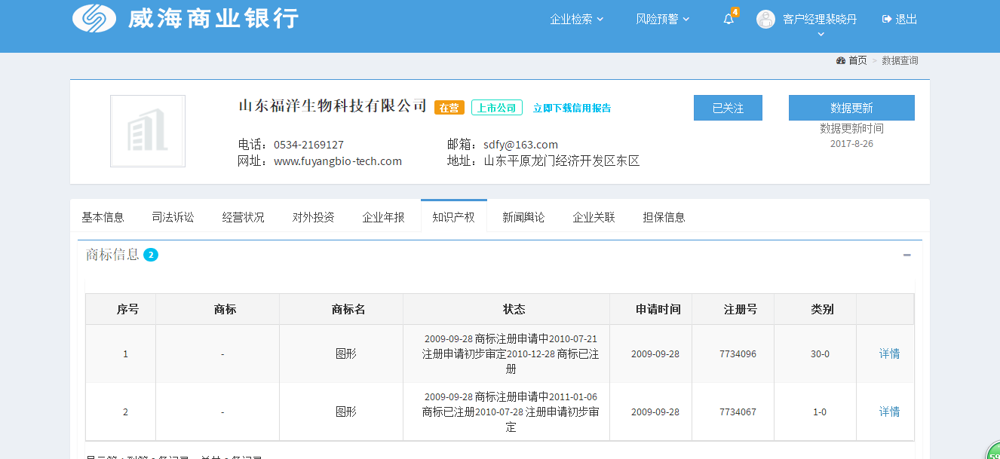 威海商业银行
企业检索 风险预警 4 客户经理裴晓丹 退出
首页 > 数据查询
山东福洋生物科技有限公司 在营 上市公司 立即下载信用报告 已关注 数据更新
数据更新时间
电话：0534-2169127 邮箱：sdfy@163.com 2017-8-26
网址：www.fuyangbio-tech.com 地址：山东平原龙门经济开发区东区
基本信息 司法诉讼 经营状况 对外投资 企业年报 知识产权 新闻舆论 企业关联 担保信息
商标信息 2
序号 商标 商标名 状态 申请时间 注册号 类别
2009-09-28 商标注册申请中2010-07-21
1 - 图形 注册申请初步审定2010-12-28 商标已注 2009-09-28 7734096 30-0 详情
册
2009-09-28 商标注册申请中2011-01-06
2 - 图形 商标已注册2010-07-28 注册申请初步审 2009-09-28 7734067 1-0 详情
定